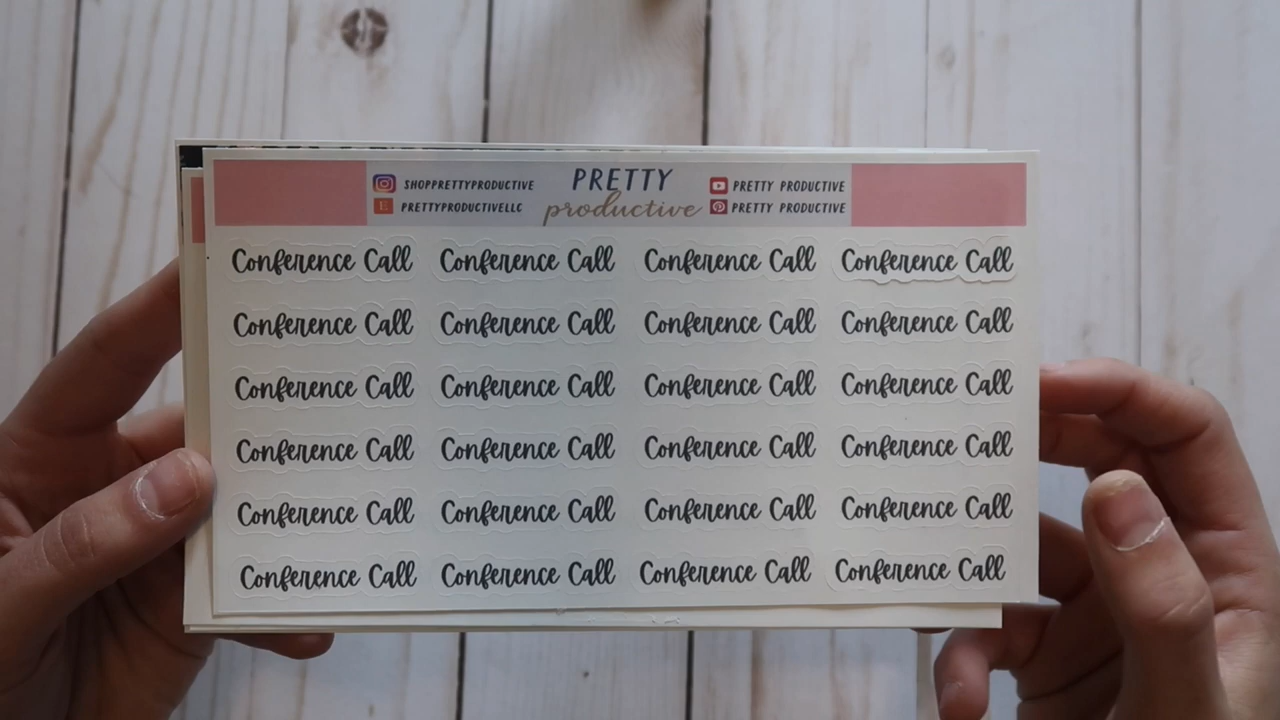 SHOPPRETTYPRODUCTIVE
PRETTYPRODUCTIVELLC
PRETTY
productive
PRETTY PRODUCTIVE
PRETTY PRODUCTIVE
Conference Call Conference Call Conference Call Conference Call
Conference Call Conference Call Conference Call Conference Call
Conference Call Conference Call Conference Call Conference Call
Conference Call Conference Call Conference Call Conference Call
Conference Call Conference Call Conference Call Conference Call
Conference Call Conference Call Conference Call Conference Call